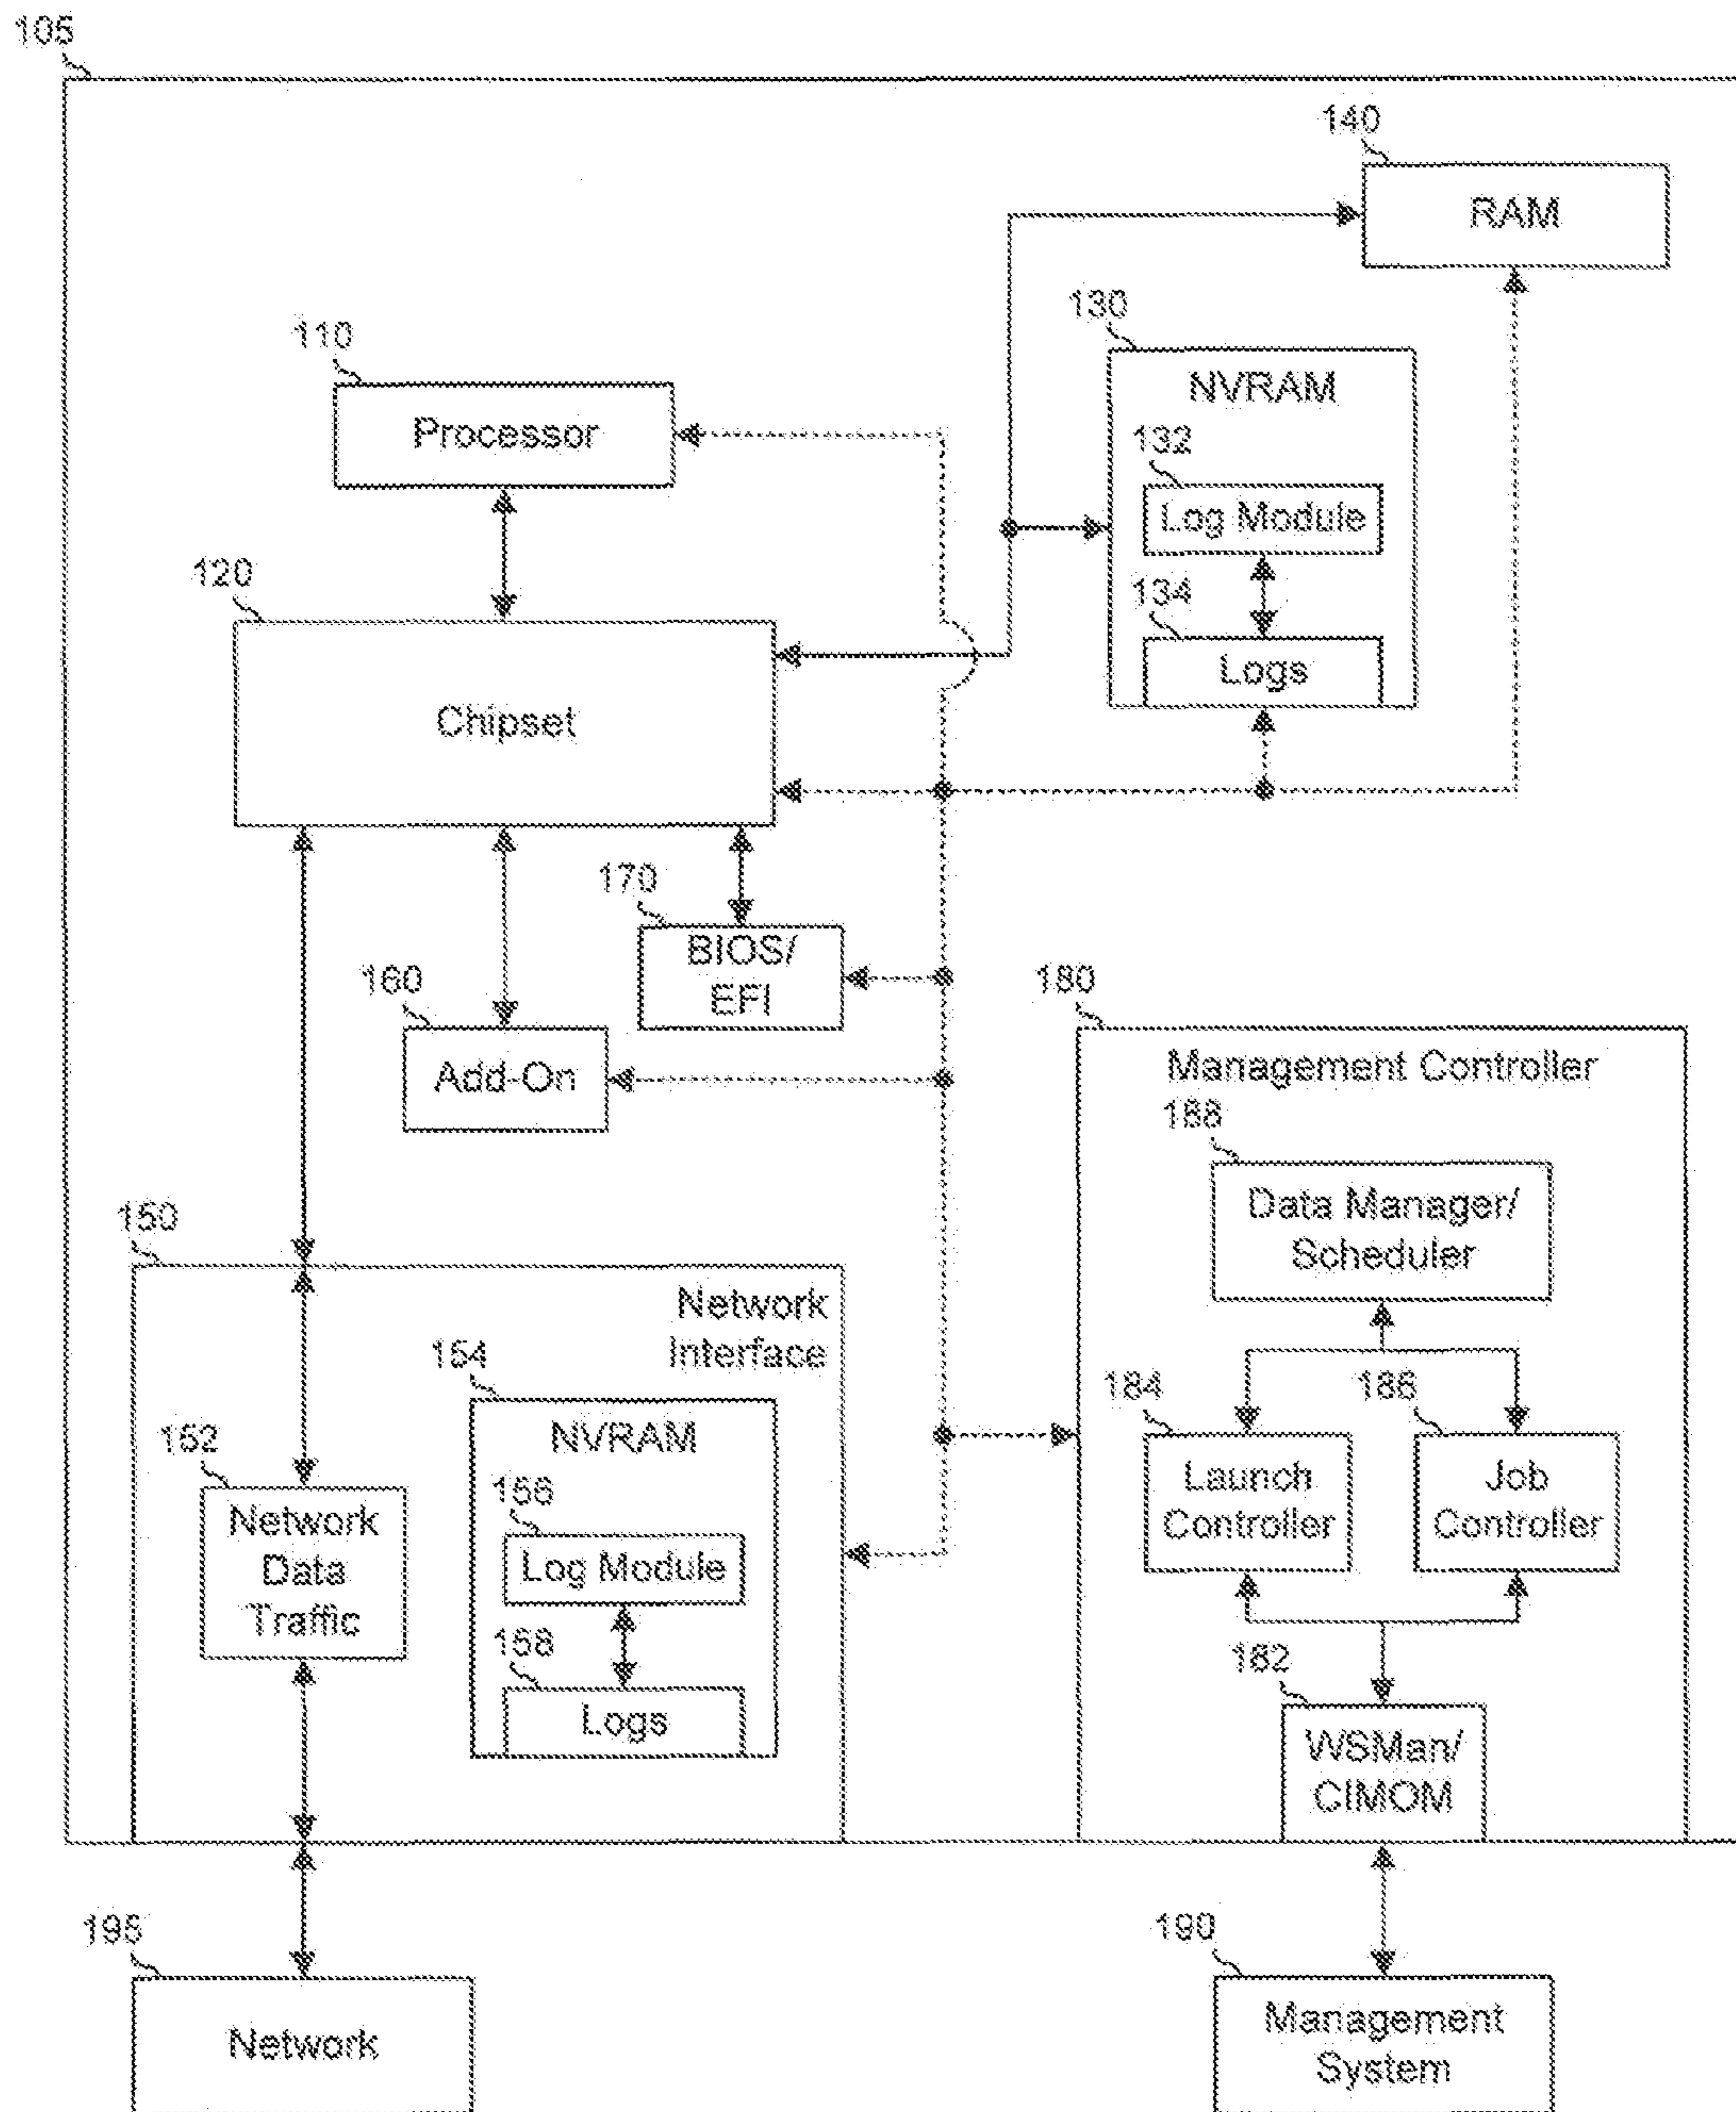 105
140
RAM
130
NVRAM
110
Processor
132
Log Module
120
134
Logs
Chipset
170
BIOS/
EFI
160
Add-On
180
Management Controller
188
Data Manager/
Scheduler
150
Network
Interface
154
NVRAM
184
186
Launch
Controller
Job
Controller
152
Network
Data
Traffic
156
Log Module
158
Logs
182
WSMan/
CIMOM
195
Network
190
Management
System